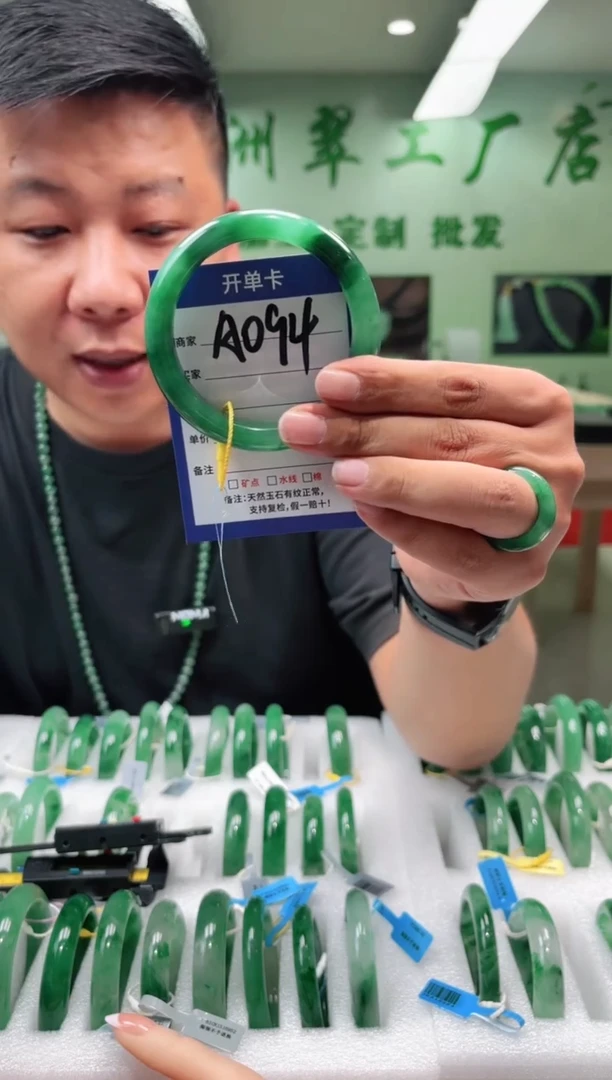 洲翠工厂店
定制 批发
开单卡
商家
A094
买家
单价
备注
□矿点 □水线 □棉
备注：天然玉石有纹正常，
支持复检，假一赔十！